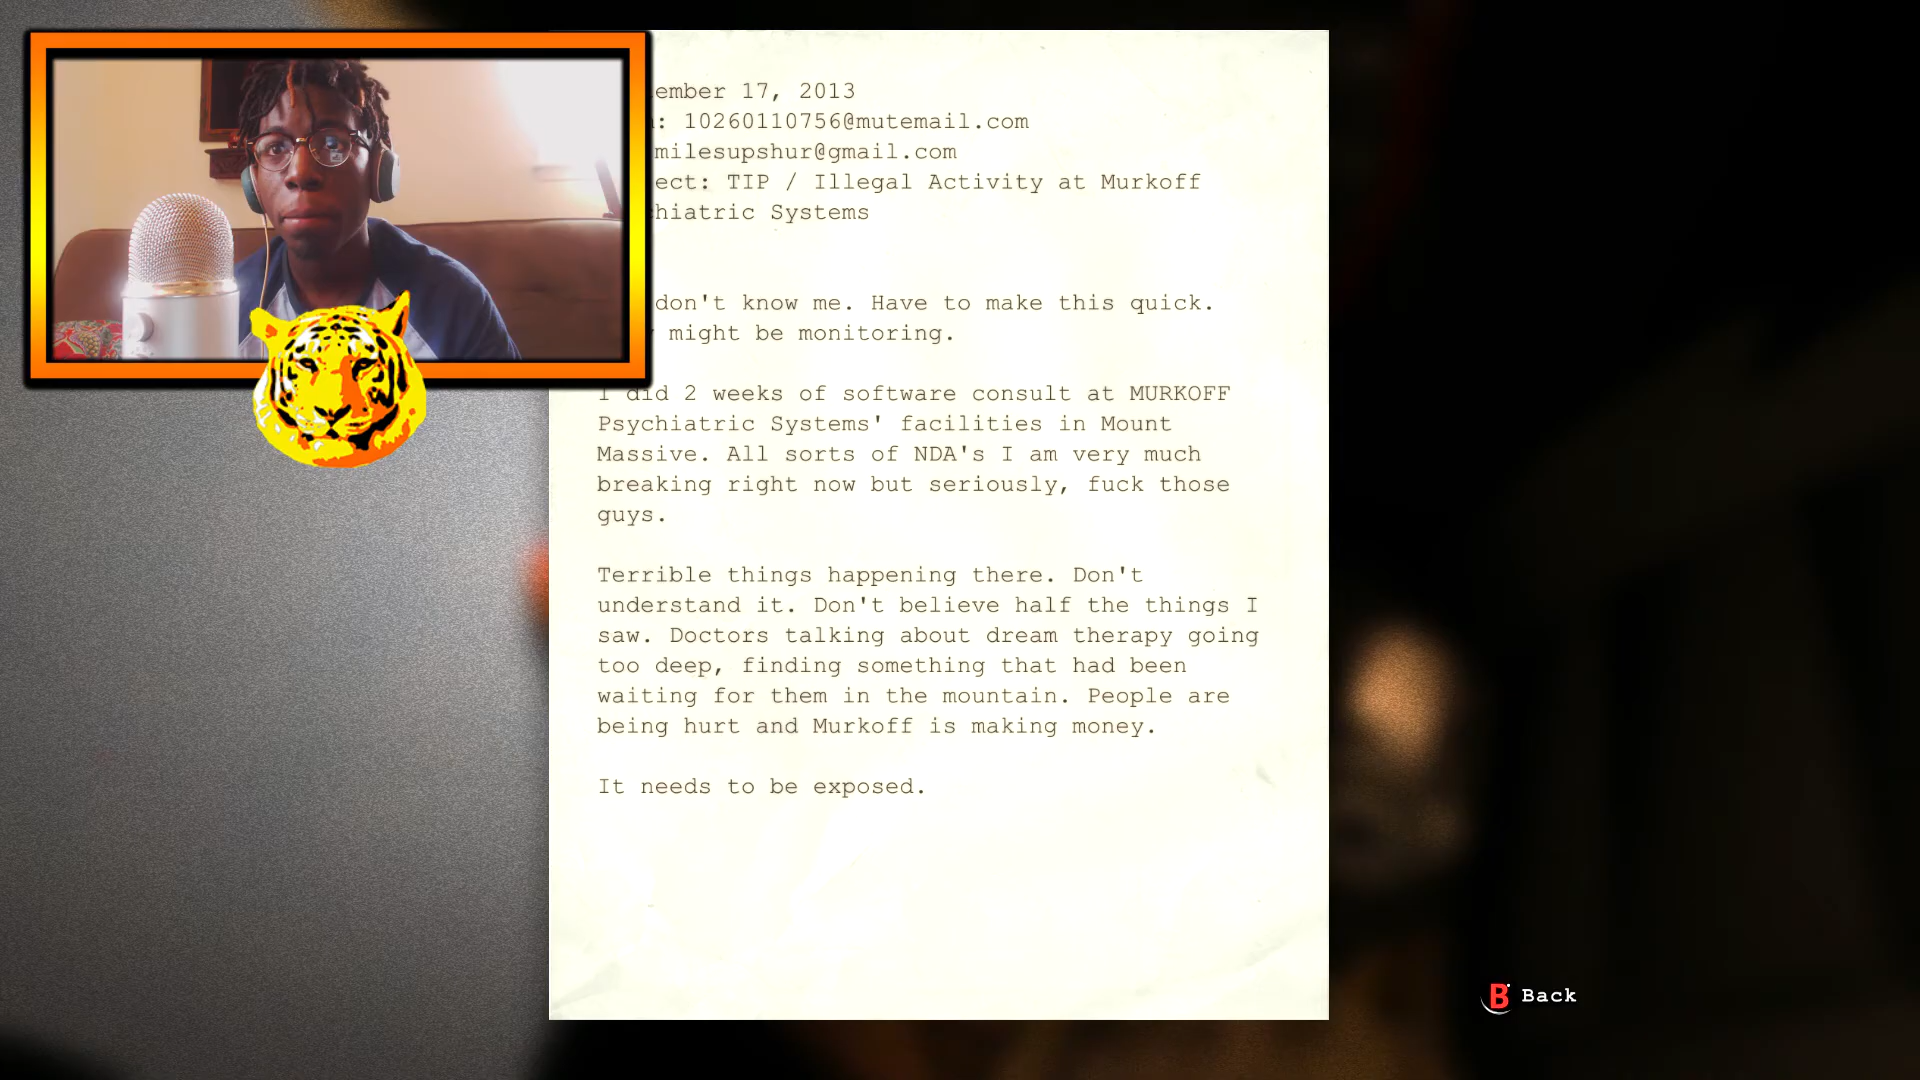 ember 17, 2013
: 10260110756@mutemail.com
milesupshur@gmail.com
ect: TIP / Illegal Activity at Murkoff
hiatric Systems
don't know me. Have to make this quick.
might be monitoring.
I did 2 weeks of software consult at MURKOFF
Psychiatric Systems' facilities in Mount
Massive. All sorts of NDA's I am very much
breaking right now but seriously, fuck those
guys.
Terrible things happening there. Don't
understand it. Don't believe half the things I
saw. Doctors talking about dream therapy going
too deep, finding something that had been
waiting for them in the mountain. People are
being hurt and Murkoff is making money.
It needs to be exposed.
B Back